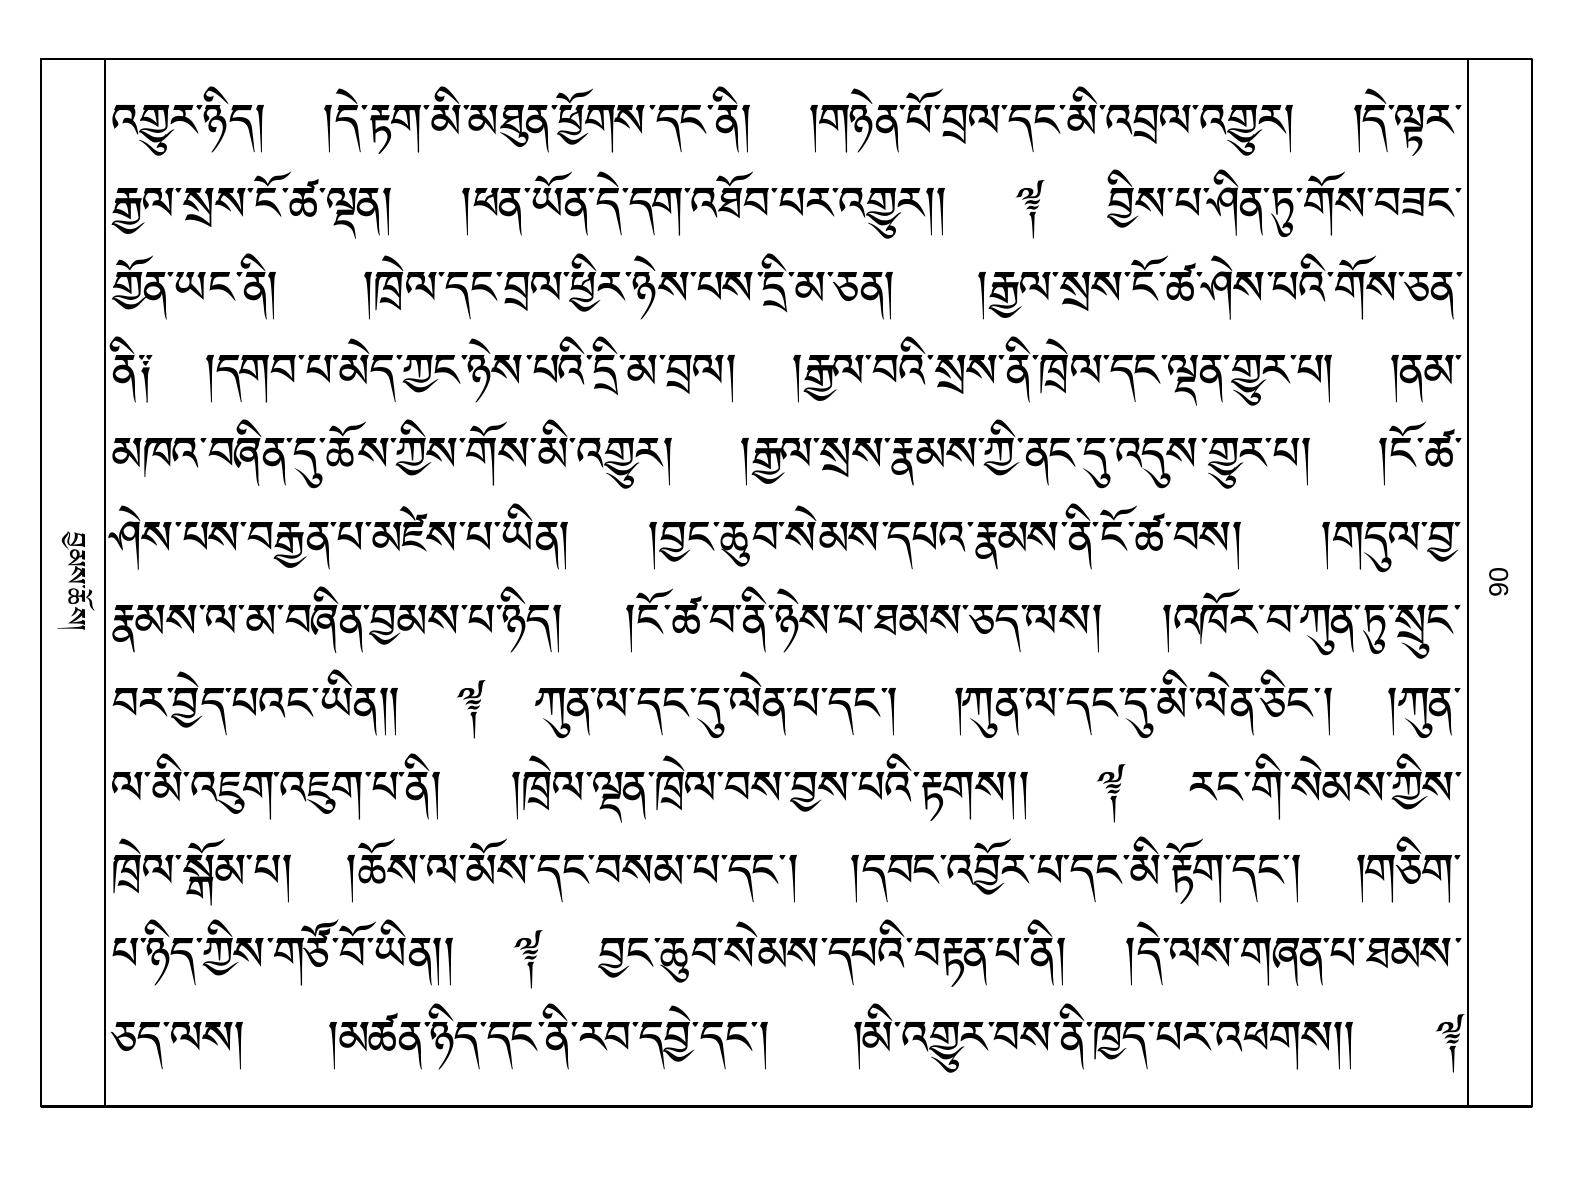 འགྱུར་ཉིད། །དེ་རྟག་མི་མཐུན་ཕྱོགས་དང་ནི། །གཉེན་པོ་བྲལ་དང་མི་འབྲལ་འགྱུར། །དེ་ལྟར་
རྒྱལ་སྲས་ངོ་ཚ་ལྡན། །ཕན་ཡོན་དེ་དག་འཐོབ་པར་འགྱུར།། ༈ བྱིས་པ་ཤིན་ཏུ་གོས་བཟང་
གྱོན་ཡང་ནི། །ཁྲེལ་དང་བྲལ་ཕྱིར་ཉེས་པས་དྲི་མ་ཅན། །རྒྱལ་སྲས་ངོ་ཚ་ཤེས་པའི་གོས་ཅན་
ནི༑ །དགབ་པ་མེད་ཀྱང་ཉེས་པའི་དྲི་མ་བྲལ། །རྒྱལ་བའི་སྲས་ནི་ཁྲེལ་དང་ལྡན་གྱུར་པ། །ནམ་
མཁའ་བཞིན་དུ་ཆོས་ཀྱིས་གོས་མི་འགྱུར། །རྒྱལ་སྲས་རྣམས་ཀྱི་ནང་དུ་འདུས་གྱུར་པ། །ངོ་ཚ་
ཤེས་པས་བརྒྱན་པ་མཛེས་པ་ཡིན། །བྱང་ཆུབ་སེམས་དཔའ་རྣམས་ནི་ངོ་ཚ་བས། །གདུལ་བྱ་
རྣམས་ལ་མ་བཞིན་བྱམས་པ་ཉིད། །ངོ་ཚ་བ་ནི་ཉེས་པ་ཐམས་ཅད་ལས། །འཁོར་བ་ཀུན་ཏུ་སྲུང་
བར་བྱེད་པའང་ཡིན།། ༈ ཀུན་ལ་དང་དུ་ལེན་པ་དང་། །ཀུན་ལ་དང་དུ་མི་ལེན་ཅིང་། །ཀུན་
ལ་མི་འཇུག་འཇུག་པ་ནི། །ཁྲེལ་ལྡན་ཁྲེལ་བས་བྱས་པའི་རྟགས།། ༈ རང་གི་སེམས་ཀྱིས་
ཁྲེལ་སྒོམ་པ། །ཆོས་ལ་མོས་དང་བསམ་པ་དང་། །དབང་འབྱོར་པ་དང་མི་རྟོག་དང་། །གཅིག་
པ་ཉིད་ཀྱིས་གཙོ་བོ་ཡིན།། ༈ བྱང་ཆུབ་སེམས་དཔའི་བརྟན་པ་ནི། །དེ་ལས་གཞན་པ་ཐམས་
ཅད་ལས། །མཚན་ཉིད་དང་ནི་རབ་དབྱེ་དང་། །མི་འགྱུར་བས་ནི་ཁྱད་པར་འཕགས།། ༈
བྱམས་ཆོས།
90